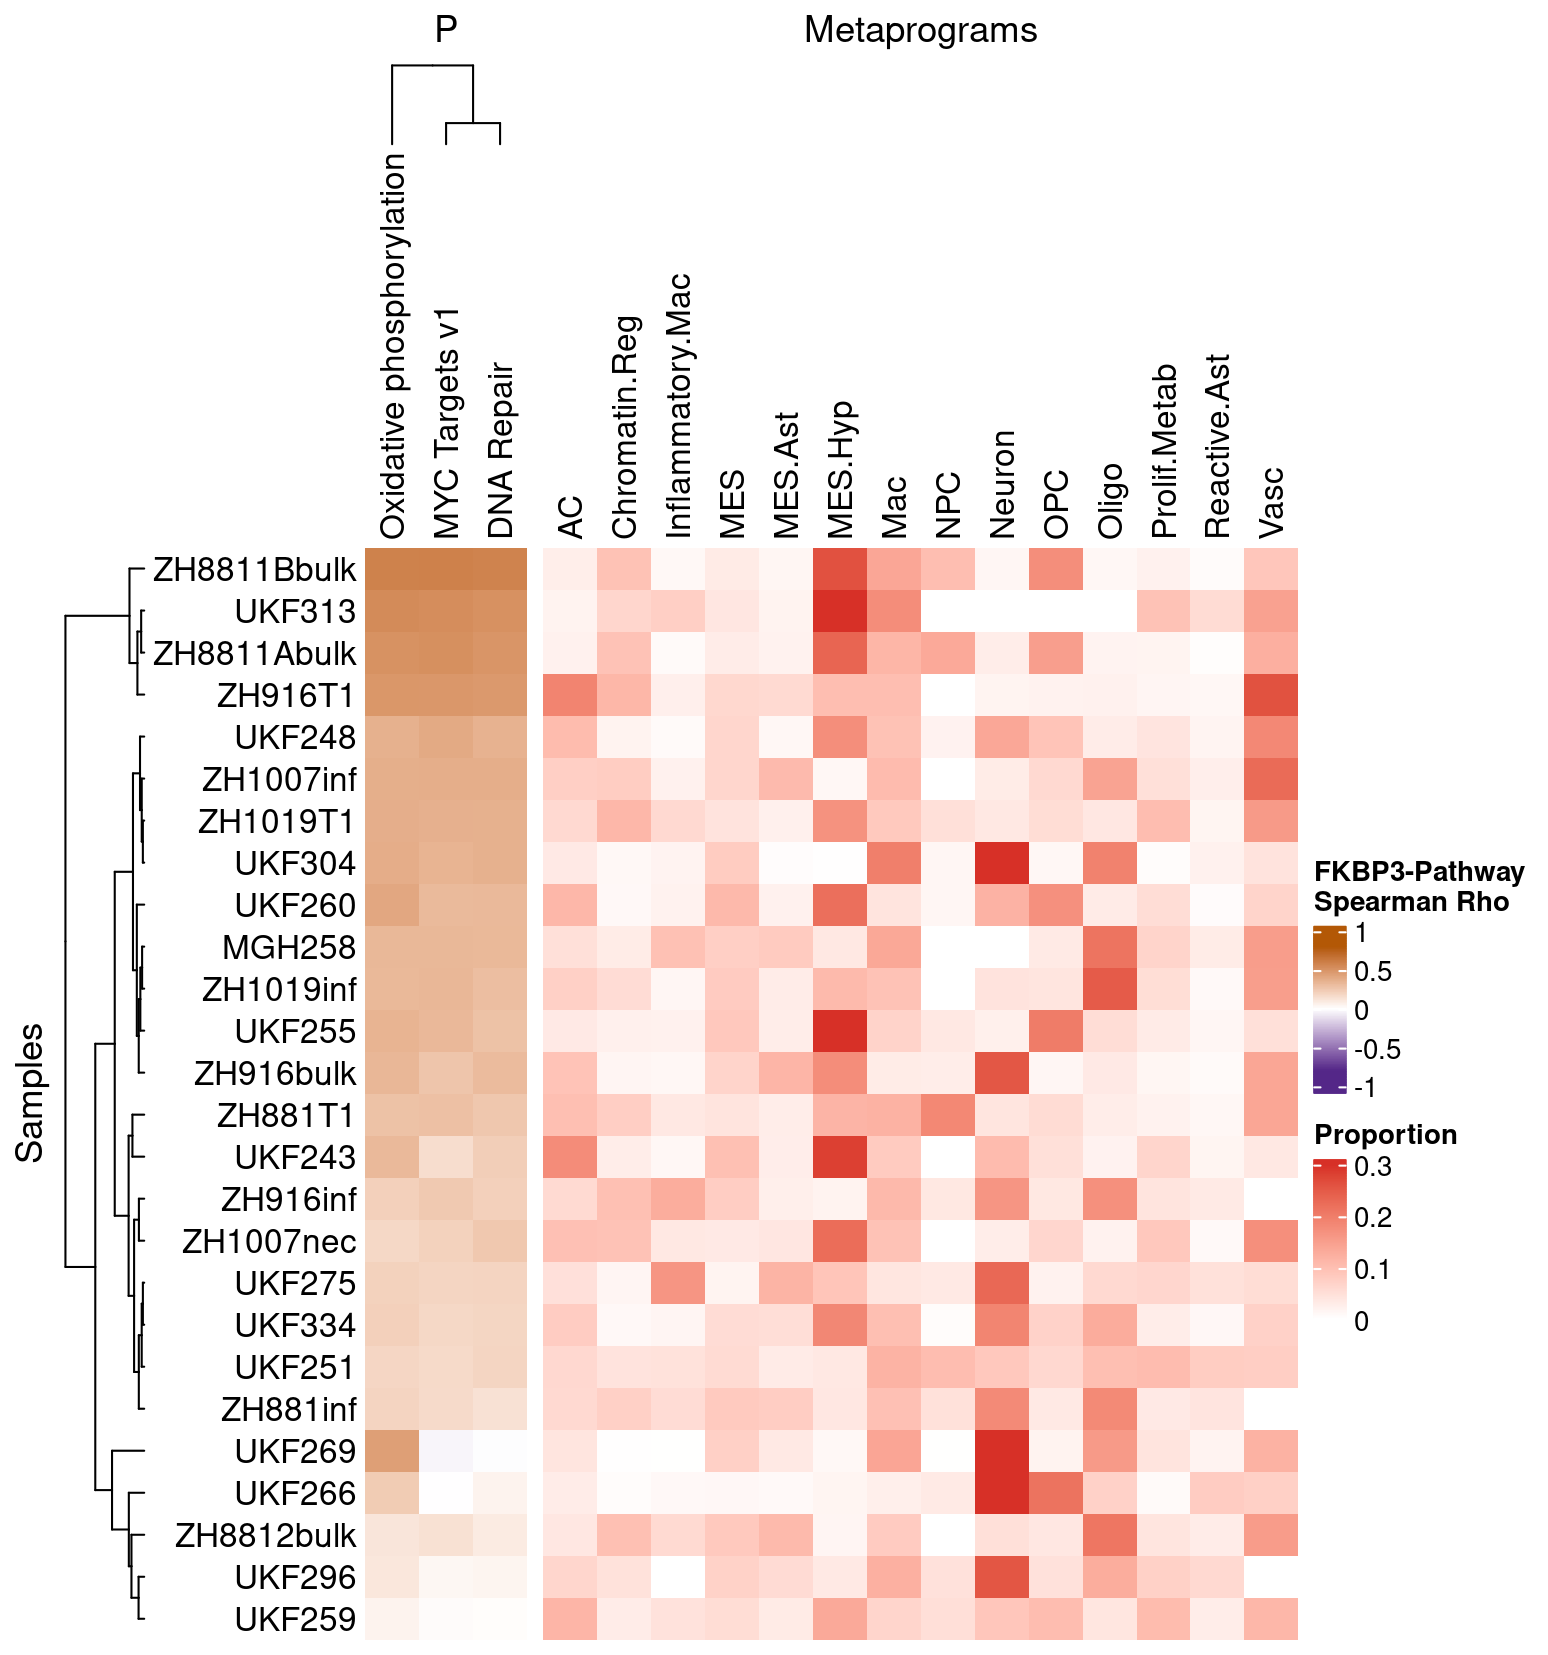 P
Metaprograms
Oxidative phosphorylation
MYC Targets v1
DNA Repair
AC
Chromatin.Reg
Inflammatory.Mac
MES
MES.Ast
MES.Hyp
Mac
NPC
Neuron
OPC
Oligo
Prolif.Metab
Reactive.Ast
Vasc
Samples
ZH8811Bbulk
UKF313
ZH8811Abulk
ZH916T1
UKF248
ZH1007inf
ZH1019T1
UKF304
UKF260
MGH258
ZH1019inf
UKF255
ZH916bulk
ZH881T1
UKF243
ZH916inf
ZH1007nec
UKF275
UKF334
UKF251
ZH881inf
UKF269
UKF266
ZH8812bulk
UKF296
UKF259
FKBP3-Pathway
Spearman Rho
1
0.5
0
-0.5
-1
Proportion
0.3
0.2
0.1
0